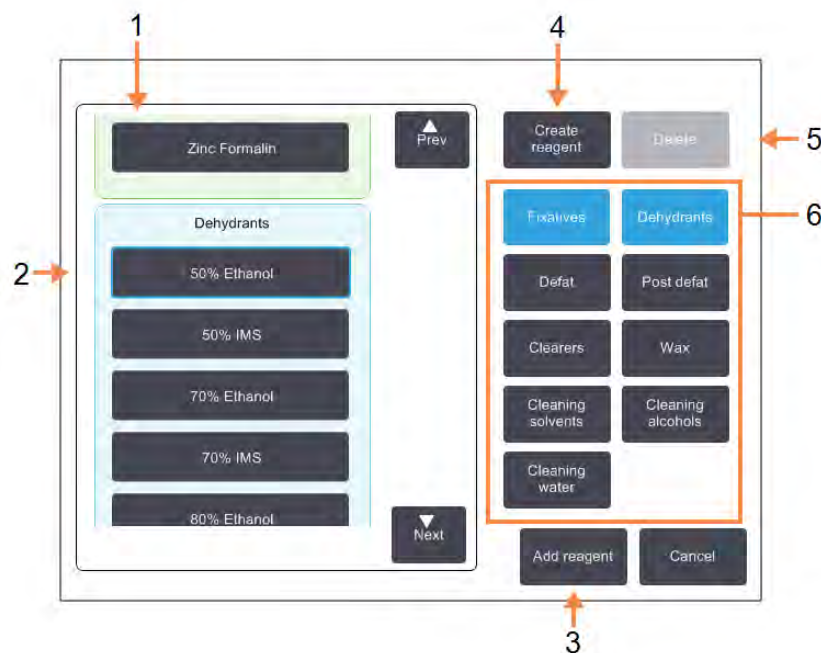 1
4
Zinc Formalin
Prev
Create
reagent
Delete
5
Dehydrants
Fixatives
Dehydrants
6
2
50% Ethanol
Defat
Post defat
50% IMS
Clearers
Wax
70% Ethanol
Cleaning
solvents
Cleaning
alcohols
70% IMS
Cleaning
water
80% Ethanol
Next
Add reagent
Cancel
3